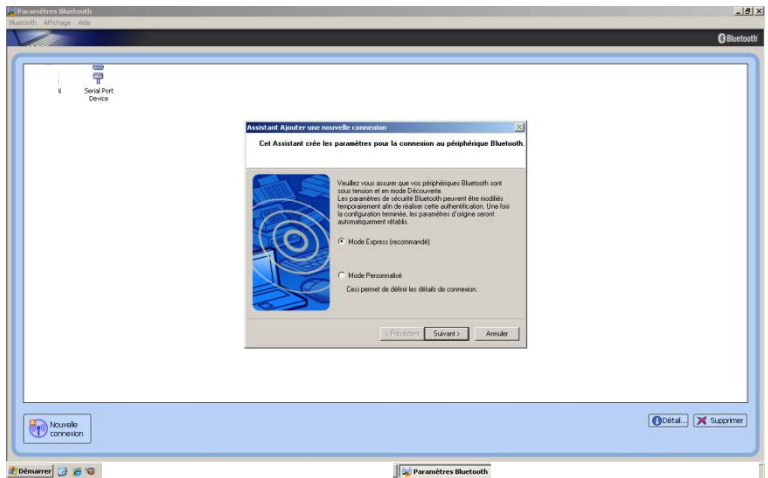 Paramètres Bluetooth
Bluetooth Affichage Aide
Bluetooth
Serial Port
Device
Assistant Ajouter une nouvelle connexion
Cet Assistant crée les paramètres pour la connexion au périphérique Bluetooth.
Veuillez vous assurer que vos périphériques Bluetooth sont
sous tension et en mode Découverte.
Les paramètres de sécurité Bluetooth peuvent être modifiés
temporairement afin de réaliser cette authentification. Une fois
la configuration terminée, les paramètres d'origine seront
automatiquement rétablis.
Mode Express (recommandé)
Mode Personnalisé
Ceci permet de définir les détails de connexion.
< Précédent Suivant > Annuler
Nouvelle
connexion
Détail... Supprimer
Démarrer
Paramètres Bluetooth